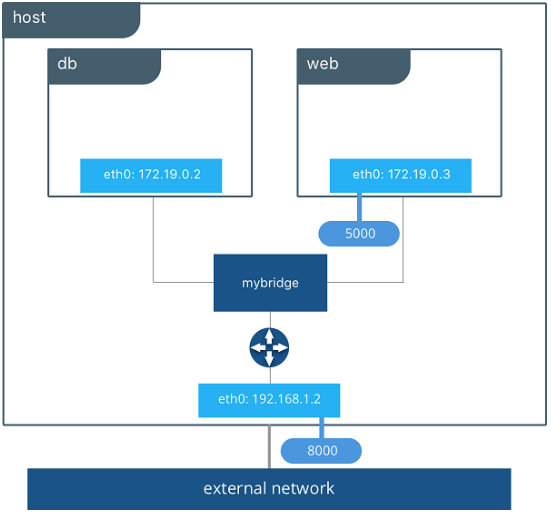 host
db
web
eth0: 172.19.0.2
eth0: 172.19.0.3
5000
mybridge
eth0: 192.168.1.2
8000
external network